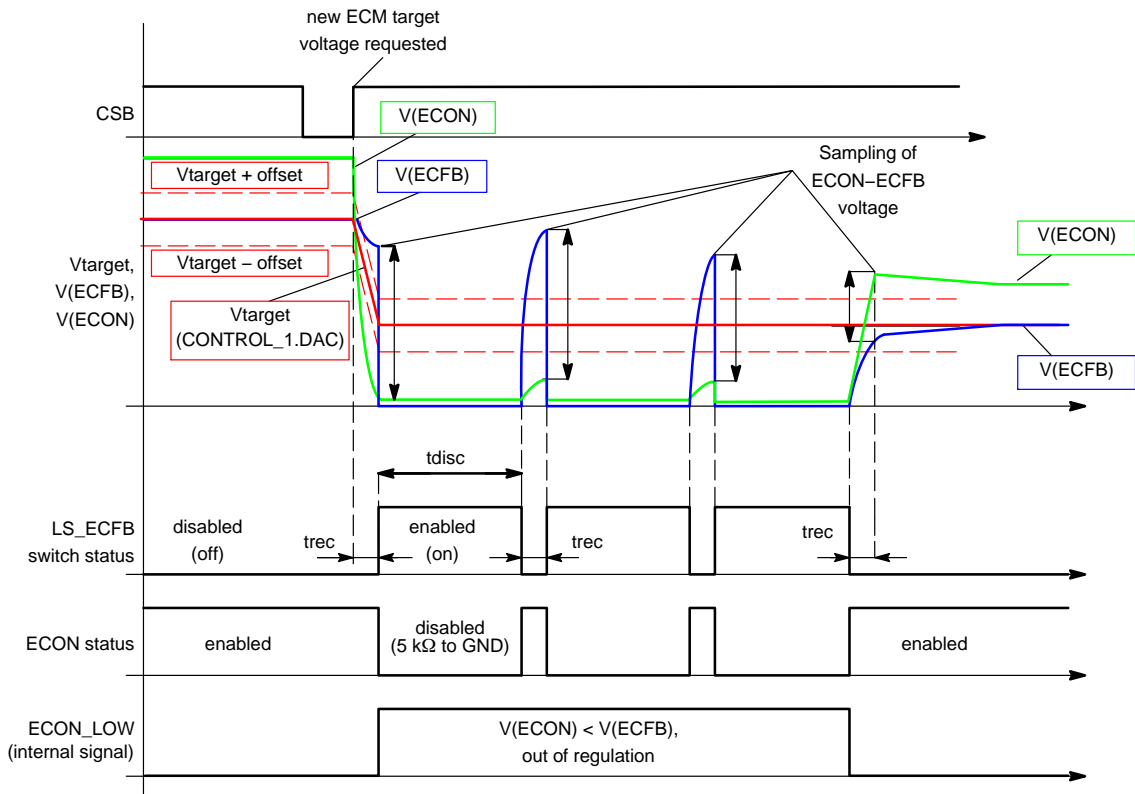 new ECM target
voltage requested
CSB
V(ECON)
Vtarget + offset
V(ECFB)
Sampling of
ECON–ECFB
voltage
Vtarget – offset
V(ECON)
Vtarget,
V(ECFB),
V(ECON)
Vtarget
(CONTROL_1.DAC)
V(ECFB)
tdisc
LS_ECFB
switch status
disabled
(off)
trec
enabled
(on)
trec
trec
ECON status
enabled
disabled
(5 kΩ to GND)
enabled
ECON_LOW
(internal signal)
V(ECON) < V(ECFB),
out of regulation